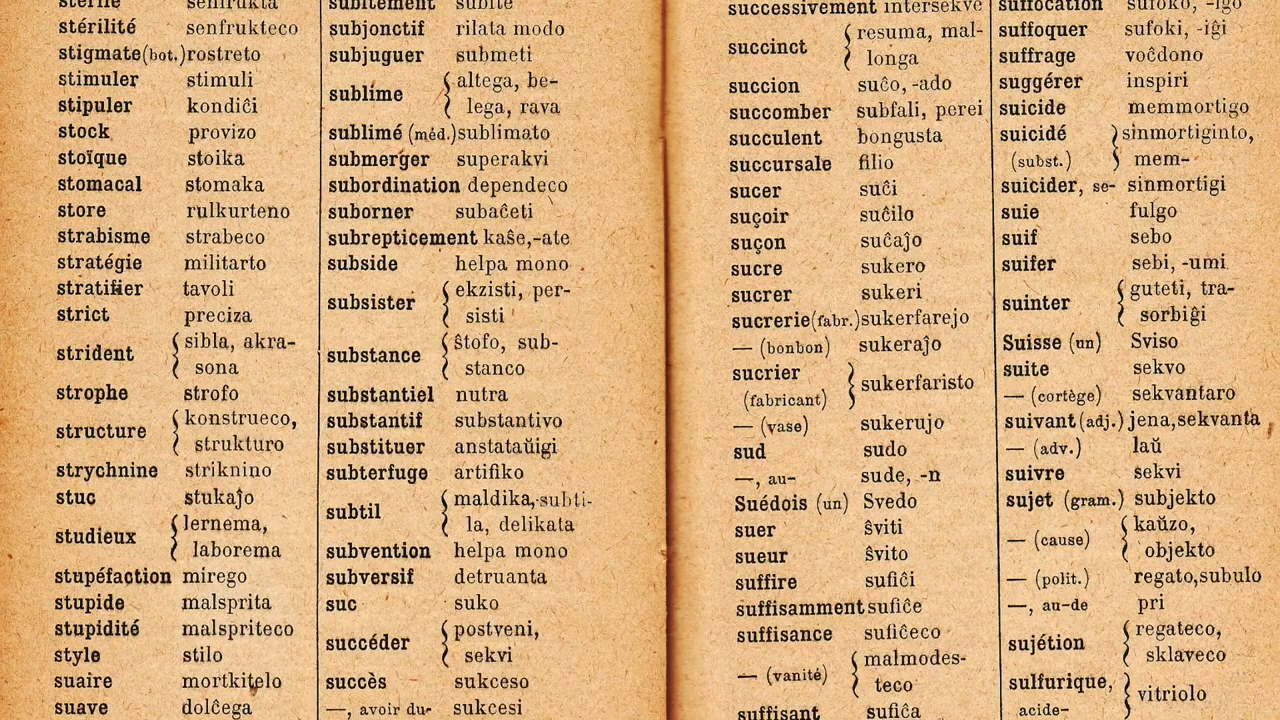 stérile senfrukta
stérilité senfrukteco
stigmate (bot.) rostreto
stimuler stimuli
stipuler kondiĉi
stock provizo
stoïque stoika
stomacal stomaka
store rulkurteno
strabisme strabeco
stratégie militarto
stratifier tavoli
strict preciza
strident { sibla, akra-
sona
strophe strofo
structure { konstrueco,
strukturo
strychnine striknino
stuc stukaĵo
studieux { lernema,
laborema
stupéfaction mirego
stupide malsprita
stupidité malspriteco
style stilo
suaire mortkitelo
suave dolĉega
subitement subite
subjonctif rilata modo
subjuguer submeti
sublime { altega, be-
lega, rava
sublimé (méd.) sublimato
submerger superakvi
subordination dependeco
suborner subaĉeti
subrepticement kaŝe, -ate
subside helpa mono
subsister { ekzisti, per-
sisti
substance { ŝtofo, sub-
stanco
substantiel nutra
substantif substantivo
substituer anstataŭigi
subterfuge artifiko
subtil { maldika, subti-
la, delikata
subvention helpa mono
subversif detruanta
suc suko
succéder { postveni,
sekvi
succès sukceso
—, avoir du- sukcesi
successivement intersekve
succinct { resuma, mal-
longa
succion suĉo, -ado
succomber subfali, perei
succulent bongusta
succursale filio
sucer suĉi
suçoir suĉilo
suçon suĉaĵo
sucre sukero
sucrer sukeri
sucrerie (fabr.) sukerfarejo
— (bonbon) sukeraĵo
sucrier
(fabricant) } sukerfaristo
— (vase) sukerujo
sud sudo
—, au- sude, -n
Suédois (un) Svedo
suer ŝviti
sueur ŝvito
suffire sufiĉi
suffisamment sufiĉe
suffisance sufiĉeco
— (vanité) { malmodes-
teco
suffisant sufiĉa
suffocation sufoko, -igo
suffoquer sufoki, -iĝi
suffrage voĉdono
suggérer inspiri
suicide memmortigo
suicidé } sinmortiginto,
(subst.) mem-
suicider, se- sinmortigi
suie fulgo
suif sebo
suifer sebi, -umi
suinter { guteti, tra-
sorbiĝi
Suisse (un) Sviso
suite sekvo
— (cortège) sekvantaro
suivant (adj.) jena, sekvanta
— (adv.) laŭ
suivre sekvi
sujet (gram.) subjekto
— (cause) { kaŭzo,
objekto
— (polit.) regato, subulo
—, au-de pri
sujétion { regateco,
sklaveco
sulfurique, } vitriolo
acide-